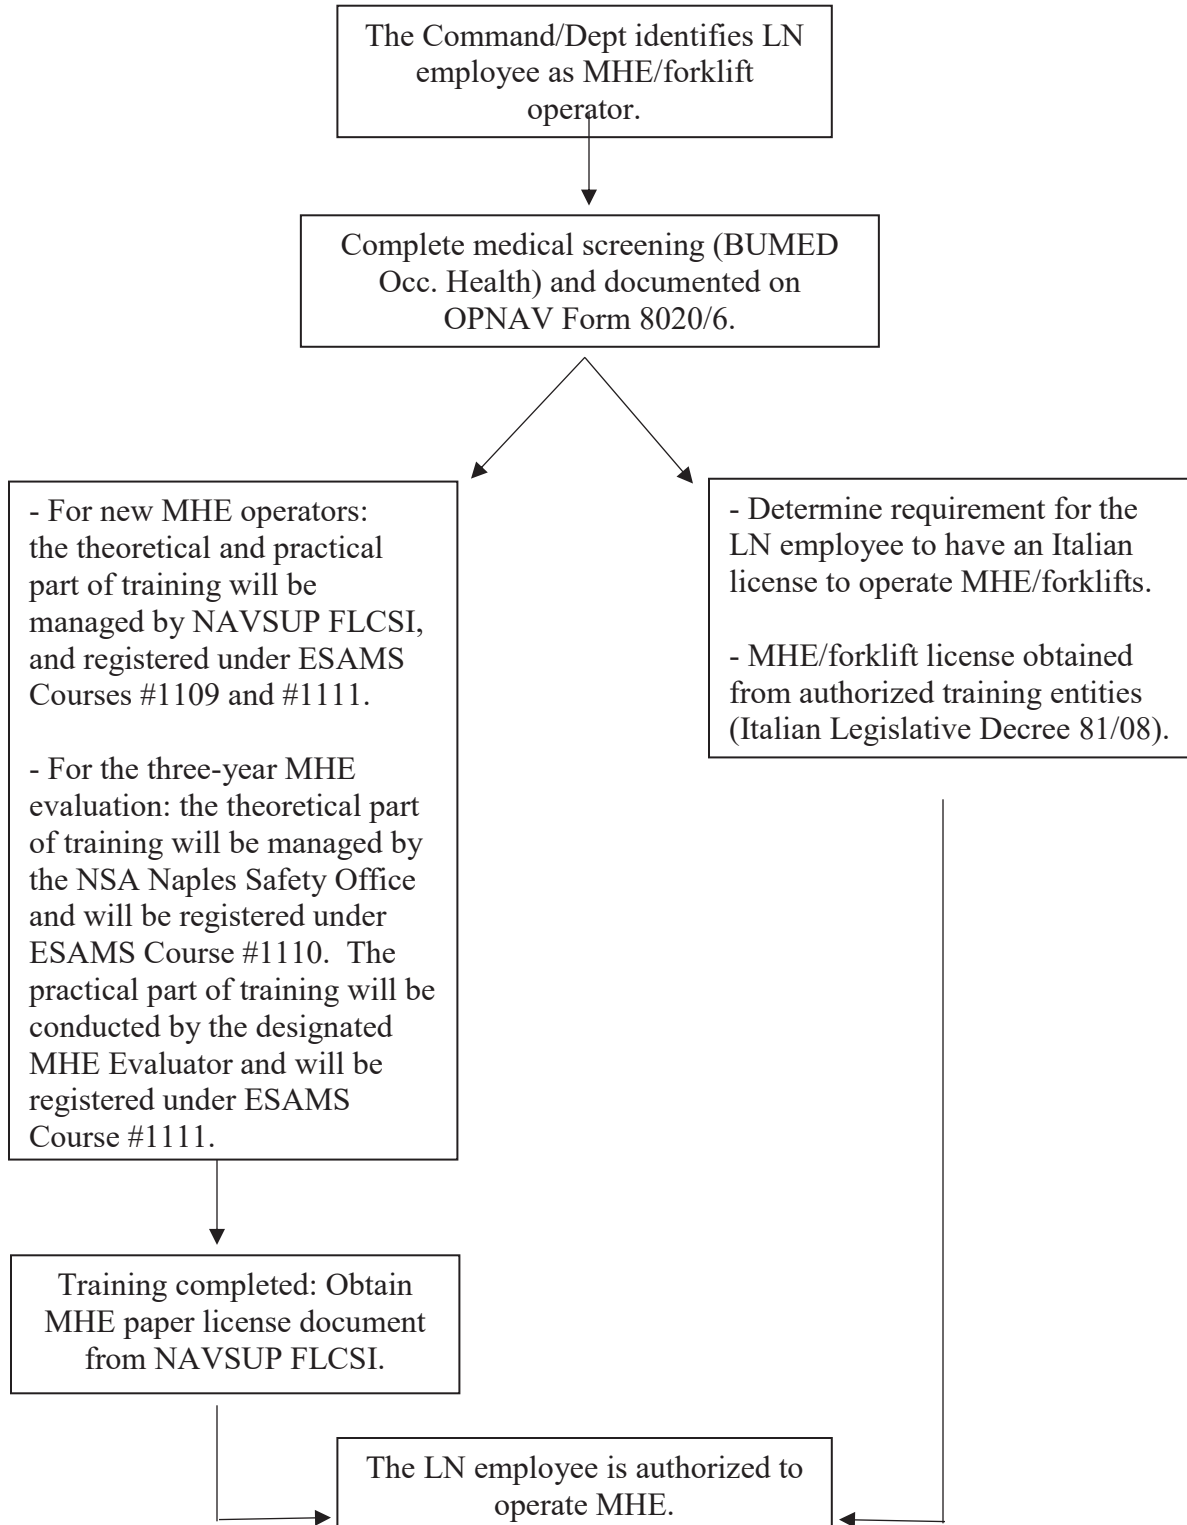 The Command/Dept identifies LN
employee as MHE/forklift
operator.
Complete medical screening (BUMED
Occ. Health) and documented on
OPNAV Form 8020/6.
- For new MHE operators:
the theoretical and practical
part of training will be
managed by NAVSUP FLCSI,
and registered under ESAMS
Courses #1109 and #1111.
- For the three-year MHE
evaluation: the theoretical part
of training will be managed by
the NSA Naples Safety Office
and will be registered under
ESAMS Course #1110.  The
practical part of training will be
conducted by the designated
MHE Evaluator and will be
registered under ESAMS
Course #1111.
- Determine requirement for the
LN employee to have an Italian
license to operate MHE/forklifts.
- MHE/forklift license obtained
from authorized training entities
(Italian Legislative Decree 81/08).
Training completed: Obtain
MHE paper license document
from NAVSUP FLCSI.
The LN employee is authorized to
operate MHE.